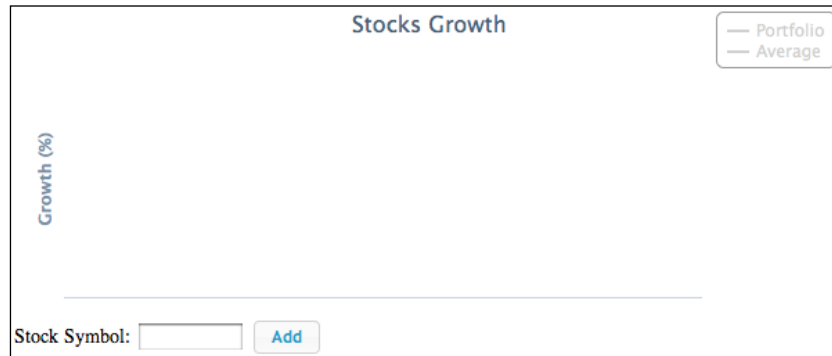 Stocks Growth
Portfolio
Average
Growth (%)
Stock Symbol:
Add